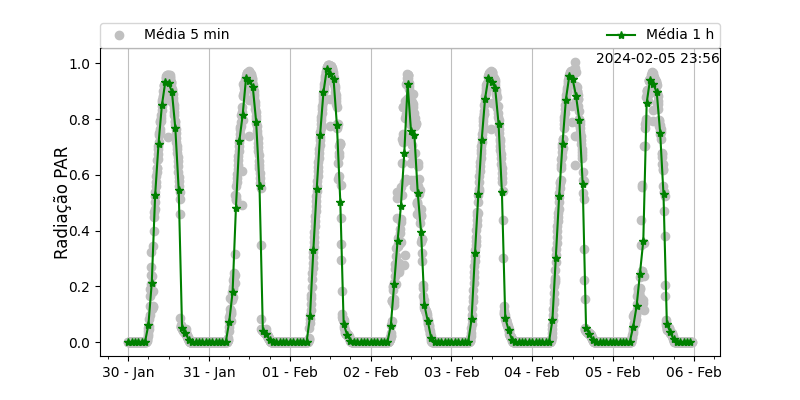 Média 5 min
Média 1 h
2024-02-05 23:56
Radiação PAR
1.0
0.8
0.6
0.4
0.2
0.0
30 - Jan
31 - Jan
01 - Feb
02 - Feb
03 - Feb
04 - Feb
05 - Feb
06 - Feb